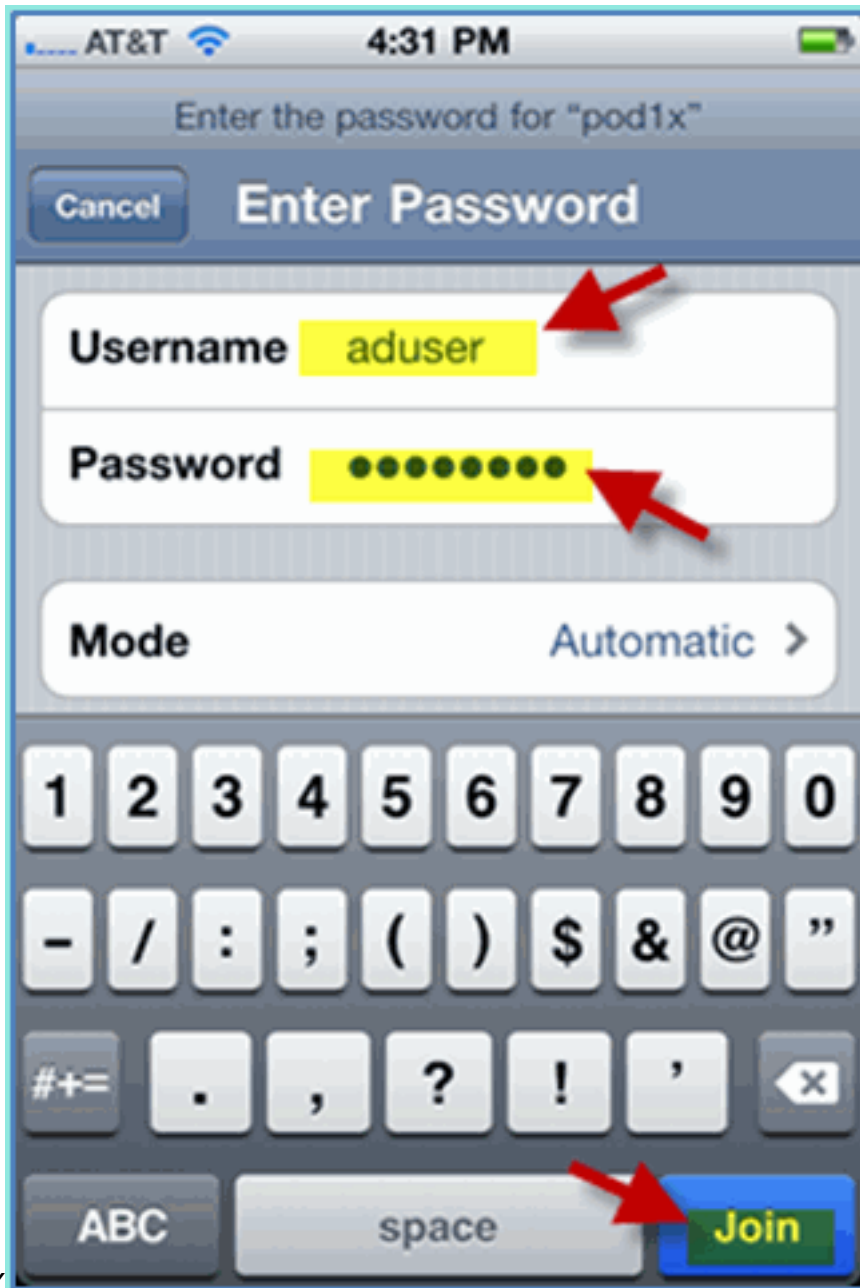 AT&T 4:31 PM
Enter the password for “pod1x”
Cancel Enter Password
Username aduser
Password ●●●●●●●●
Mode Automatic >
1 2 3 4 5 6 7 8 9 0
- / : ; ( ) $ & @ ”
#+= . , ? ! ’
ABC space Join